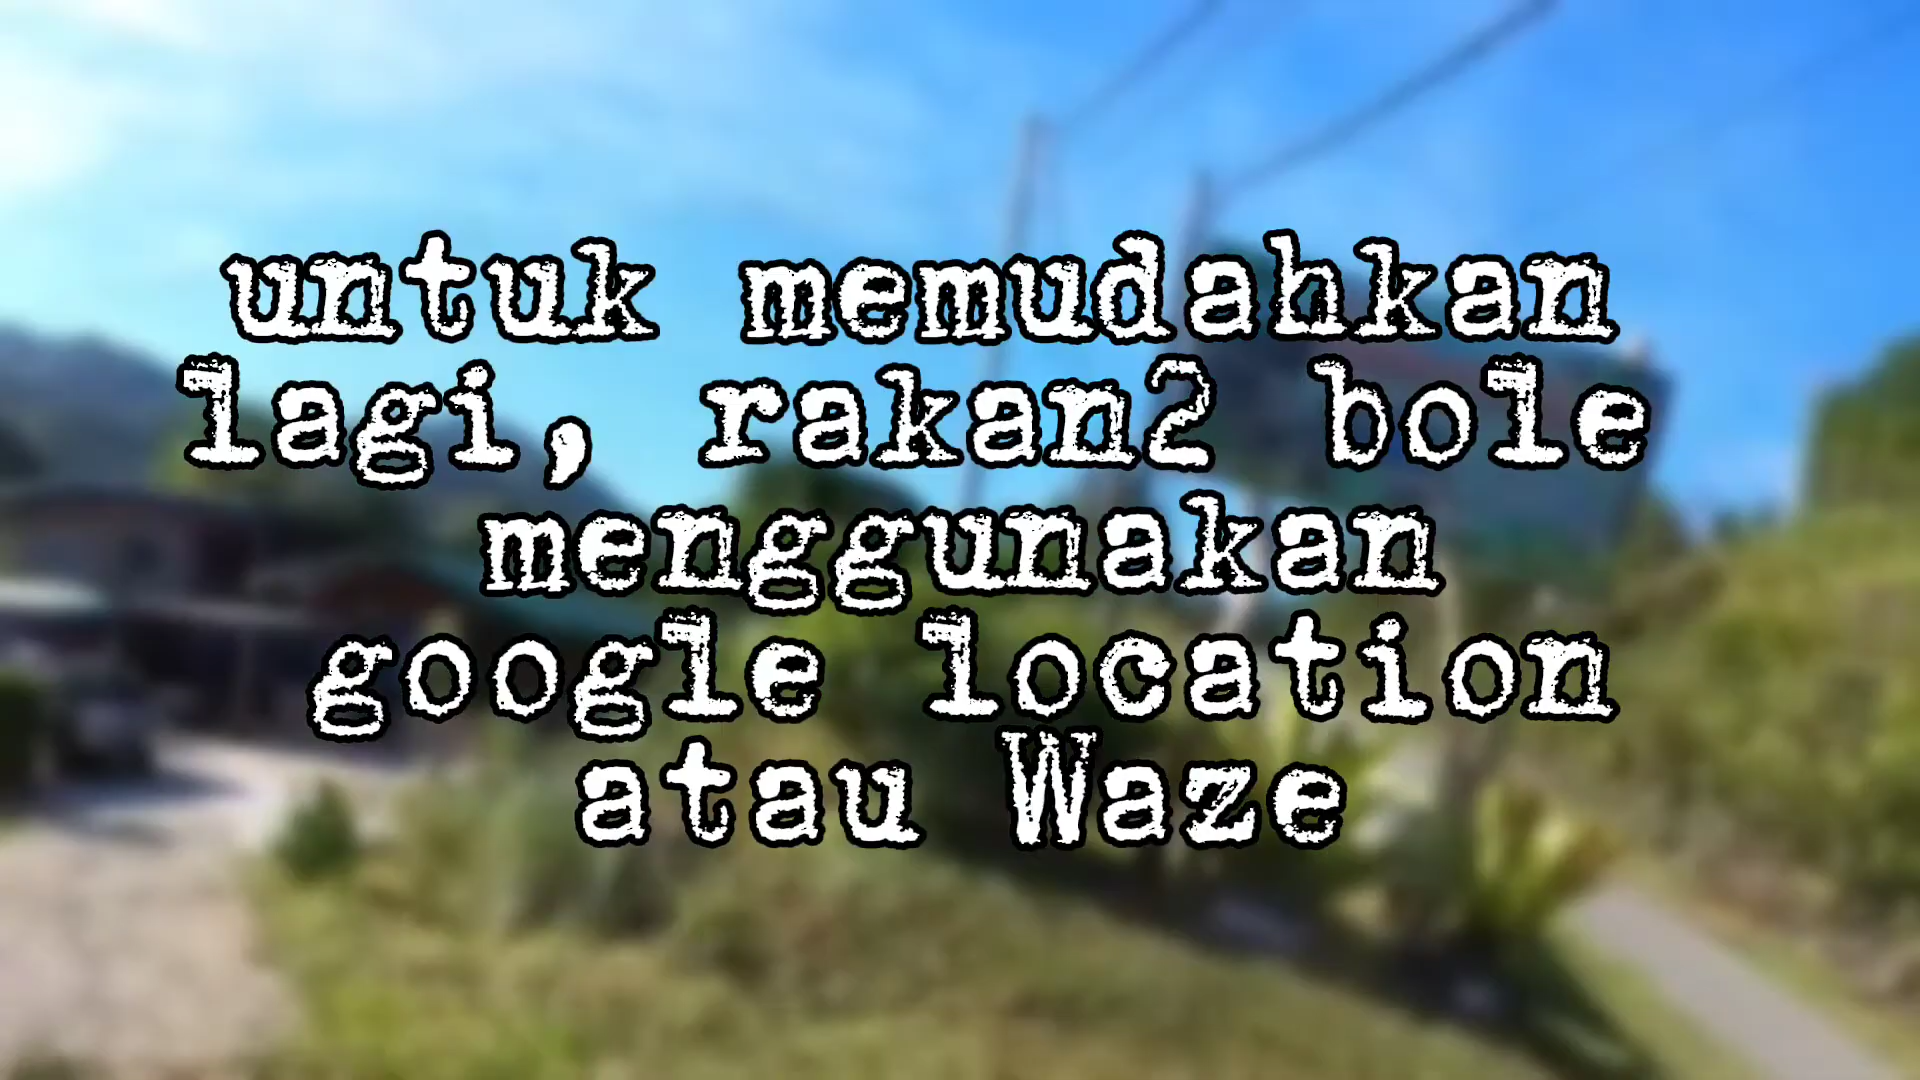 untuk memudahkan
lagi, rakan2 bole
menggunakan
google location
atau Waze